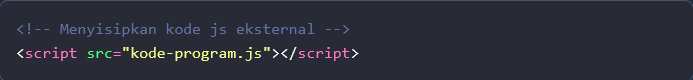 <!-- Menyisipkan kode js eksternal -->
<script src="kode-program.js"></script>